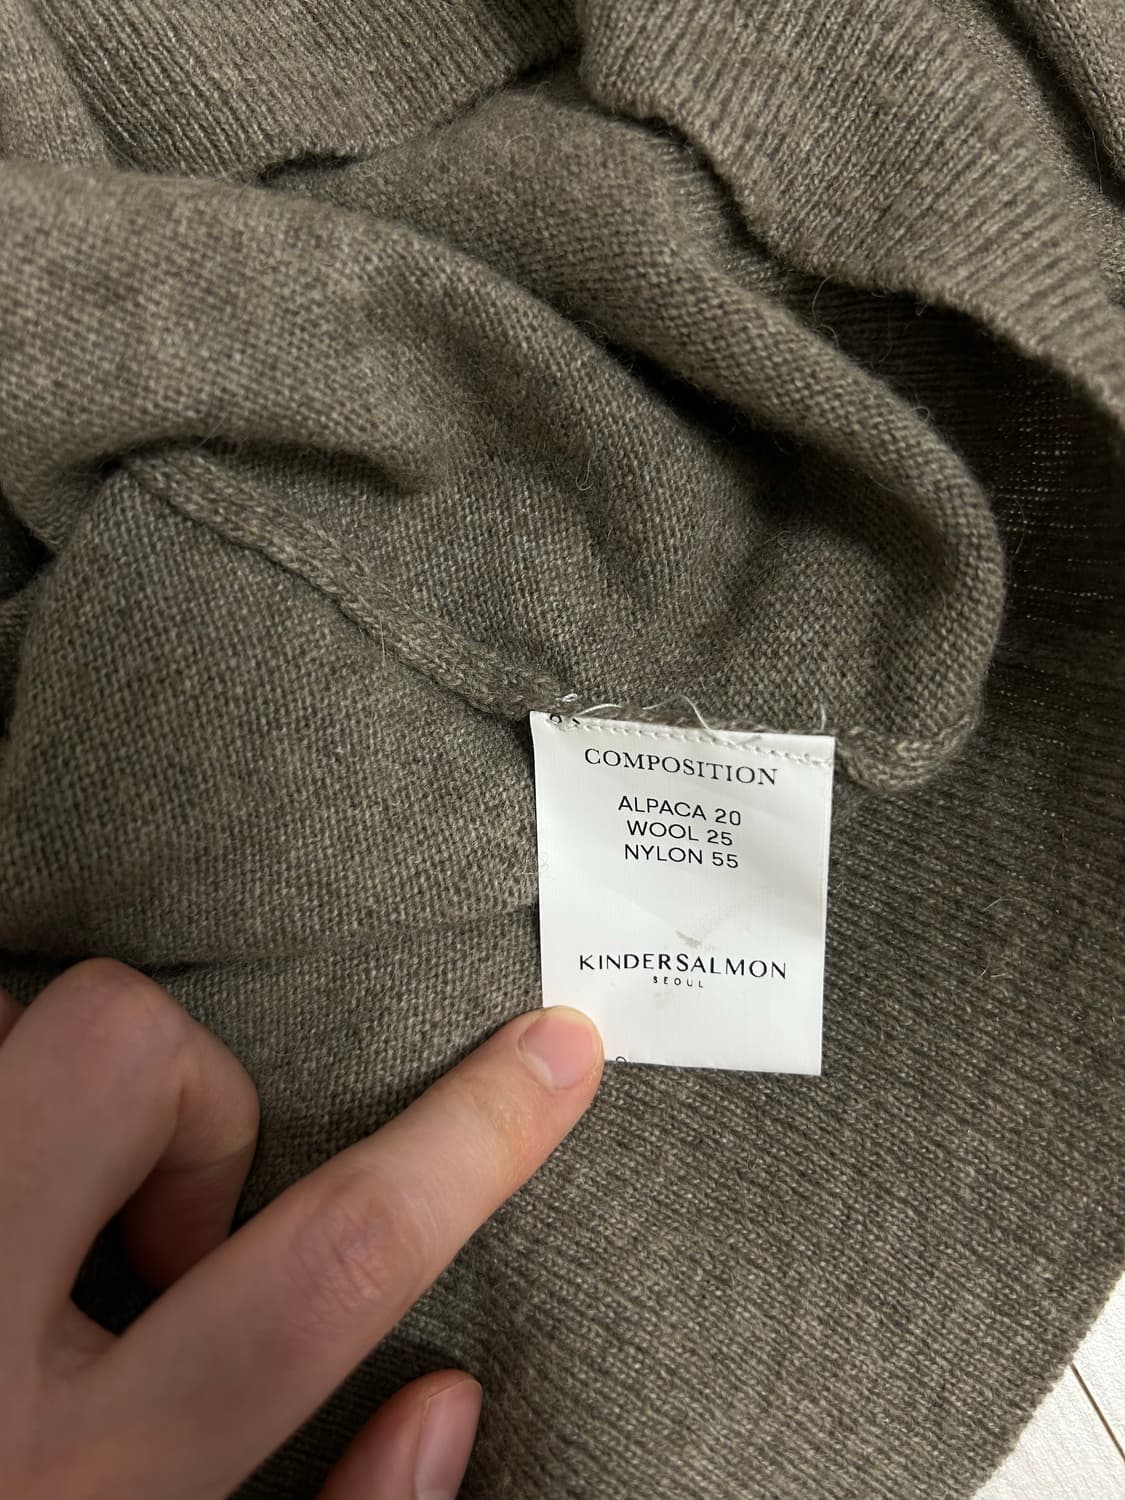 COMPOSITION
ALPACA 20
WOOL 25
NYLON 55
KINDERSALMON
SEOUL